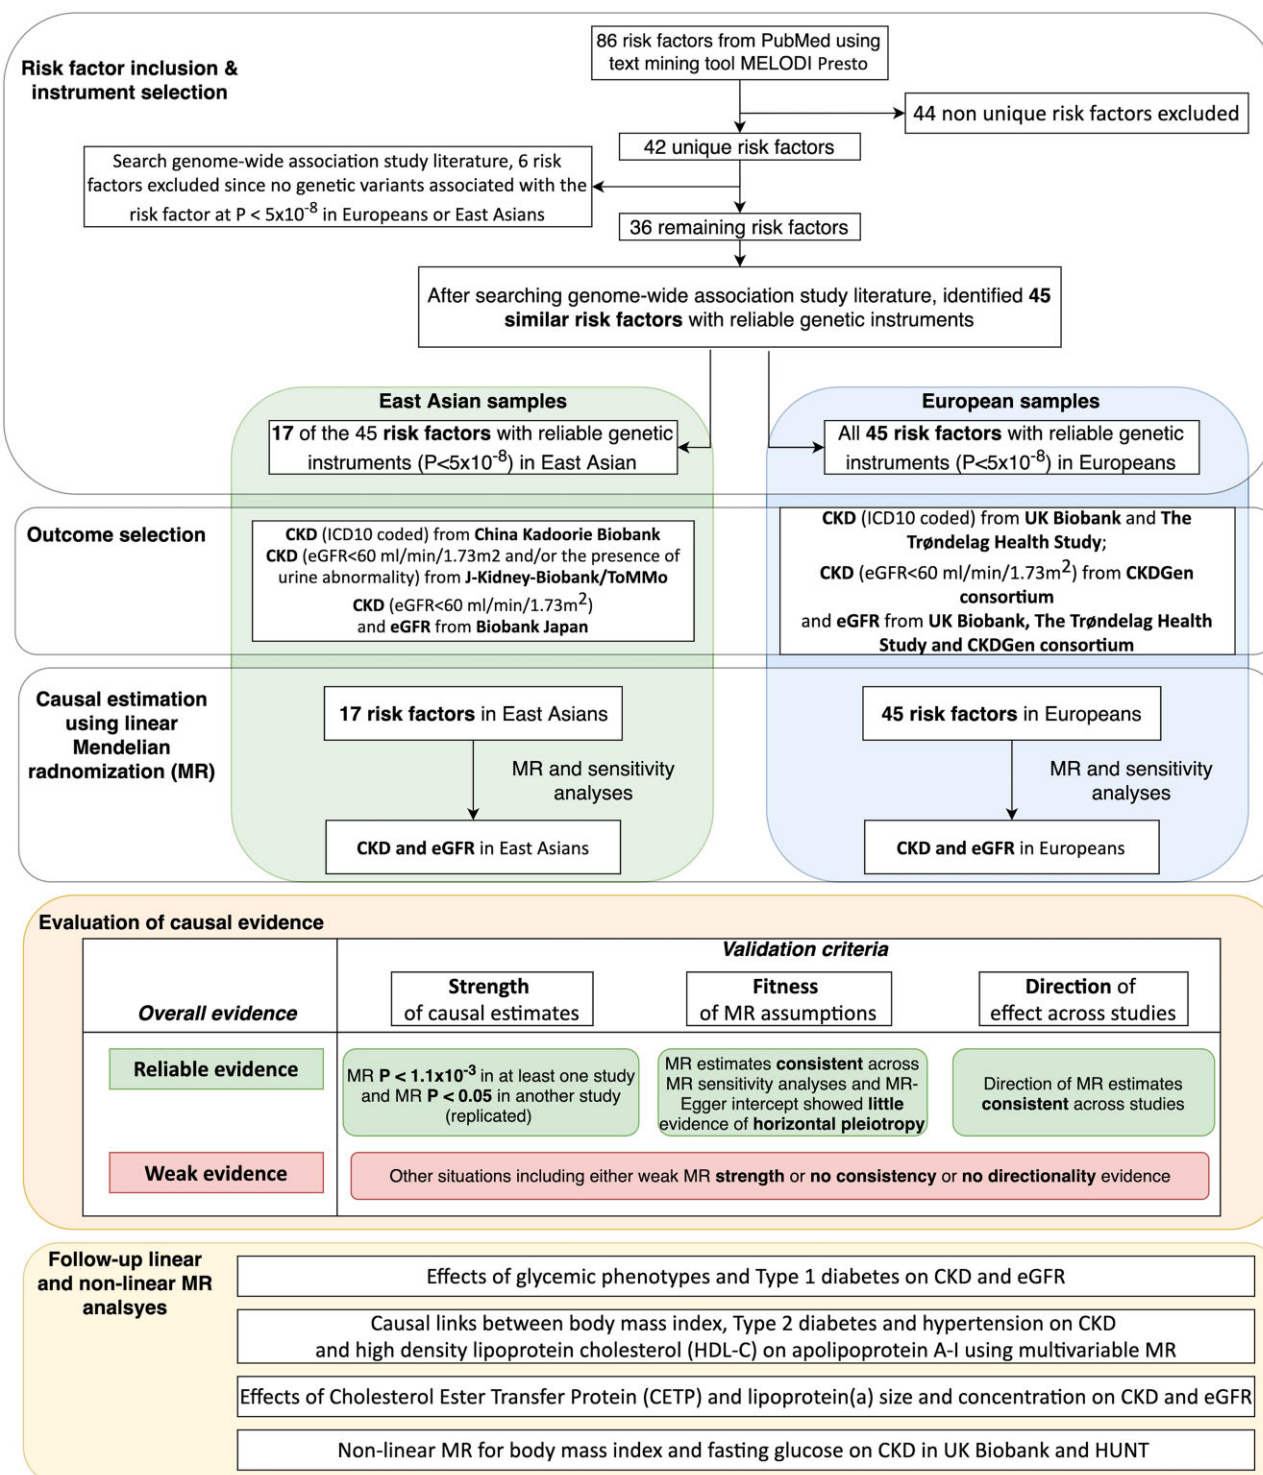 86 risk factors from PubMed using
text mining tool MELODI Presto
Risk factor inclusion &
instrument selection
44 non unique risk factors excluded
42 unique risk factors
Search genome-wide association study literature, 6 risk
factors excluded since no genetic variants associated with the
risk factor at P < 5x10⁻⁸ in Europeans or East Asians
36 remaining risk factors
After searching genome-wide association study literature, identified 45
similar risk factors with reliable genetic instruments
East Asian samples
17 of the 45 risk factors with reliable genetic
instruments (P<5x10⁻⁸) in East Asian
European samples
All 45 risk factors with reliable genetic
instruments (P<5x10⁻⁸) in Europeans
Outcome selection
CKD (ICD10 coded) from China Kadoorie Biobank
CKD (eGFR<60 ml/min/1.73m2 and/or the presence of
urine abnormality) from J-Kidney-Biobank/ToMMo
CKD (eGFR<60 ml/min/1.73m²)
and eGFR from Biobank Japan
CKD (ICD10 coded) from UK Biobank and The
Trøndelag Health Study;
CKD (eGFR<60 ml/min/1.73m²) from CKDGen
consortium
and eGFR from UK Biobank, The Trøndelag Health
Study and CKDGen consortium
Causal estimation
using linear
Mendelian
radnomization (MR)
17 risk factors in East Asians
MR and sensitivity
analyses
CKD and eGFR in East Asians
45 risk factors in Europeans
MR and sensitivity
analyses
CKD and eGFR in Europeans
Evaluation of causal evidence
Validation criteria
Overall evidence
Strength
of causal estimates
Fitness
of MR assumptions
Direction of
effect across studies
Reliable evidence
MR P < 1.1x10⁻³ in at least one study
and MR P < 0.05 in another study
(replicated)
MR estimates consistent across
MR sensitivity analyses and MR-
Egger intercept showed little
evidence of horizontal pleiotropy
Direction of MR estimates
consistent across studies
Weak evidence
Other situations including either weak MR strength or no consistency or no directionality evidence
Follow-up linear
and non-linear MR
analsyes
Effects of glycemic phenotypes and Type 1 diabetes on CKD and eGFR
Causal links between body mass index, Type 2 diabetes and hypertension on CKD
and high density lipoprotein cholesterol (HDL-C) on apolipoprotein A-I using multivariable MR
Effects of Cholesterol Ester Transfer Protein (CETP) and lipoprotein(a) size and concentration on CKD and eGFR
Non-linear MR for body mass index and fasting glucose on CKD in UK Biobank and HUNT